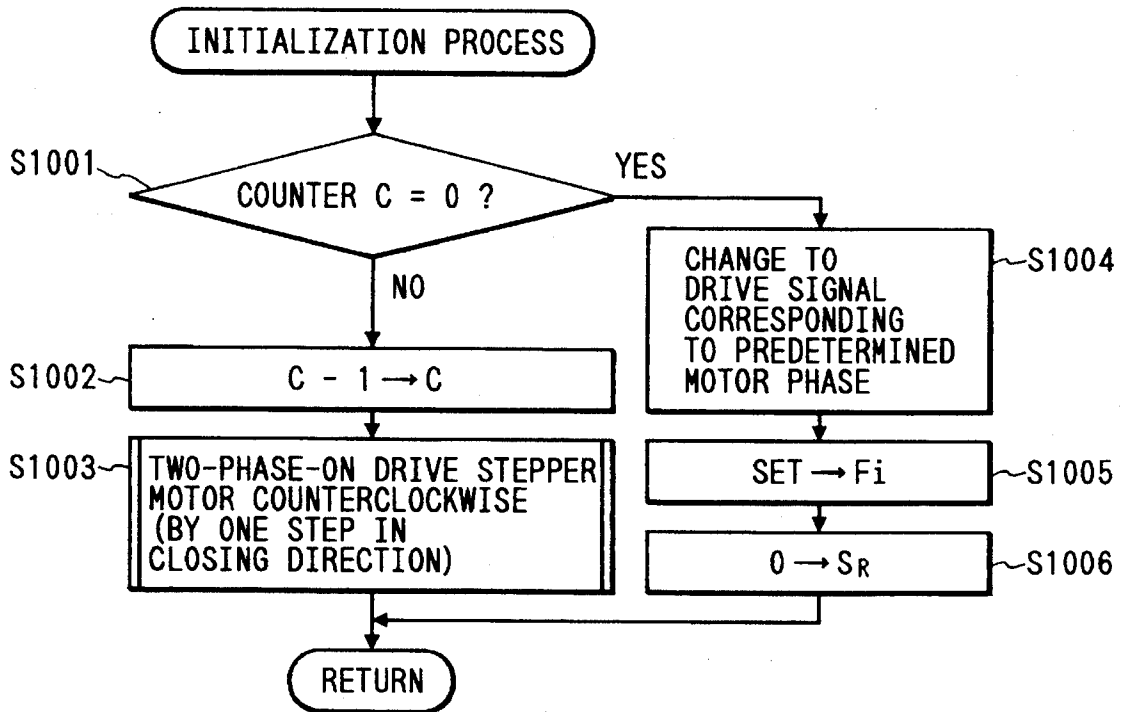 INITIALIZATION PROCESS
S1001
COUNTER C = 0 ?
YES
NO
S1002
C - 1 → C
S1003
TWO-PHASE-ON DRIVE STEPPER
MOTOR COUNTERCLOCKWISE
(BY ONE STEP IN
CLOSING DIRECTION)
CHANGE TO
DRIVE SIGNAL
CORRESPONDING
TO PREDETERMINED
MOTOR PHASE
S1004
SET → Fi
S1005
0 → SR
S1006
RETURN